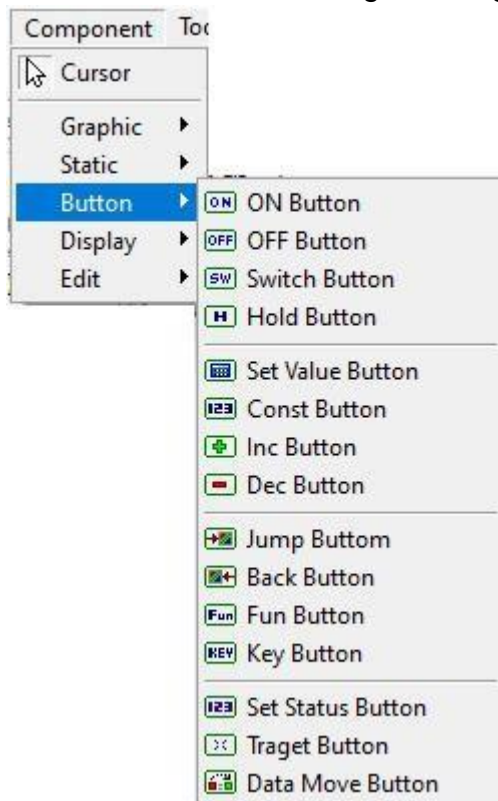 Component
Cursor
Graphic
Static
Button
Display
Edit
ON ON Button
OFF OFF Button
SW Switch Button
H Hold Button
Set Value Button
123 Const Button
Inc Button
Dec Button
Jump Buttom
Back Button
Fun Fun Button
KEY Key Button
123 Set Status Button
Traget Button
Data Move Button